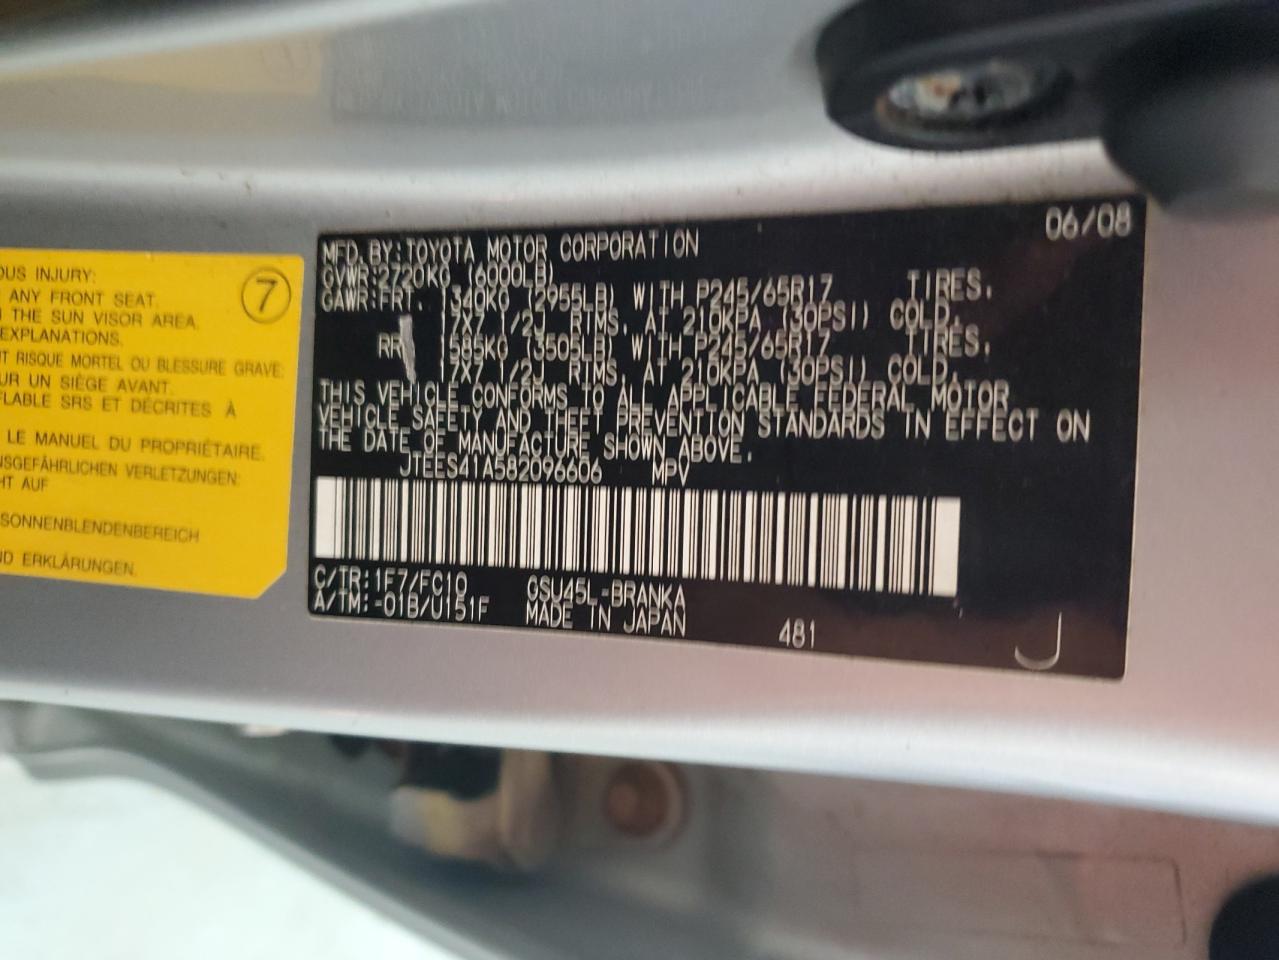 OUS INJURY:
E ANY FRONT SEAT.
N THE SUN VISOR AREA.
EXPLANATIONS.
NT RISQUE MORTEL OU BLESSURE GRAVE:
UR UN SIÈGE AVANT.
FLABLE SRS ET DÉCRITES À
LE MANUEL DU PROPRIÉTAIRE.
NSGEFÄHRLICHEN VERLETZUNGEN:
HT AUF
SONNENBLENDENBEREICH
ND ERKLÄRUNGEN.
7
06/08
MFD. BY: TOYOTA MOTOR CORPORATION
GVWR: 2720KG (6000LB)
GAWR: FRT. 1340KG (2955LB) WITH P245/65R17 TIRES,
17X7 1/2J RIMS, AT 210KPA (30PSI) COLD.
RR 1585KG (3505LB) WITH P245/65R17 TIRES,
17X7 1/2J RIMS, AT 210KPA (30PSI) COLD.
THIS VEHICLE CONFORMS TO ALL APPLICABLE FEDERAL MOTOR
VEHICLE SAFETY AND THEFT PREVENTION STANDARDS IN EFFECT ON
THE DATE OF MANUFACTURE SHOWN ABOVE.
JTEES41A582096606 MPV
C/TR: 1F7/FC10 GSU45L-BRANKA
A/TM: -01B/U151F MADE IN JAPAN
481 J